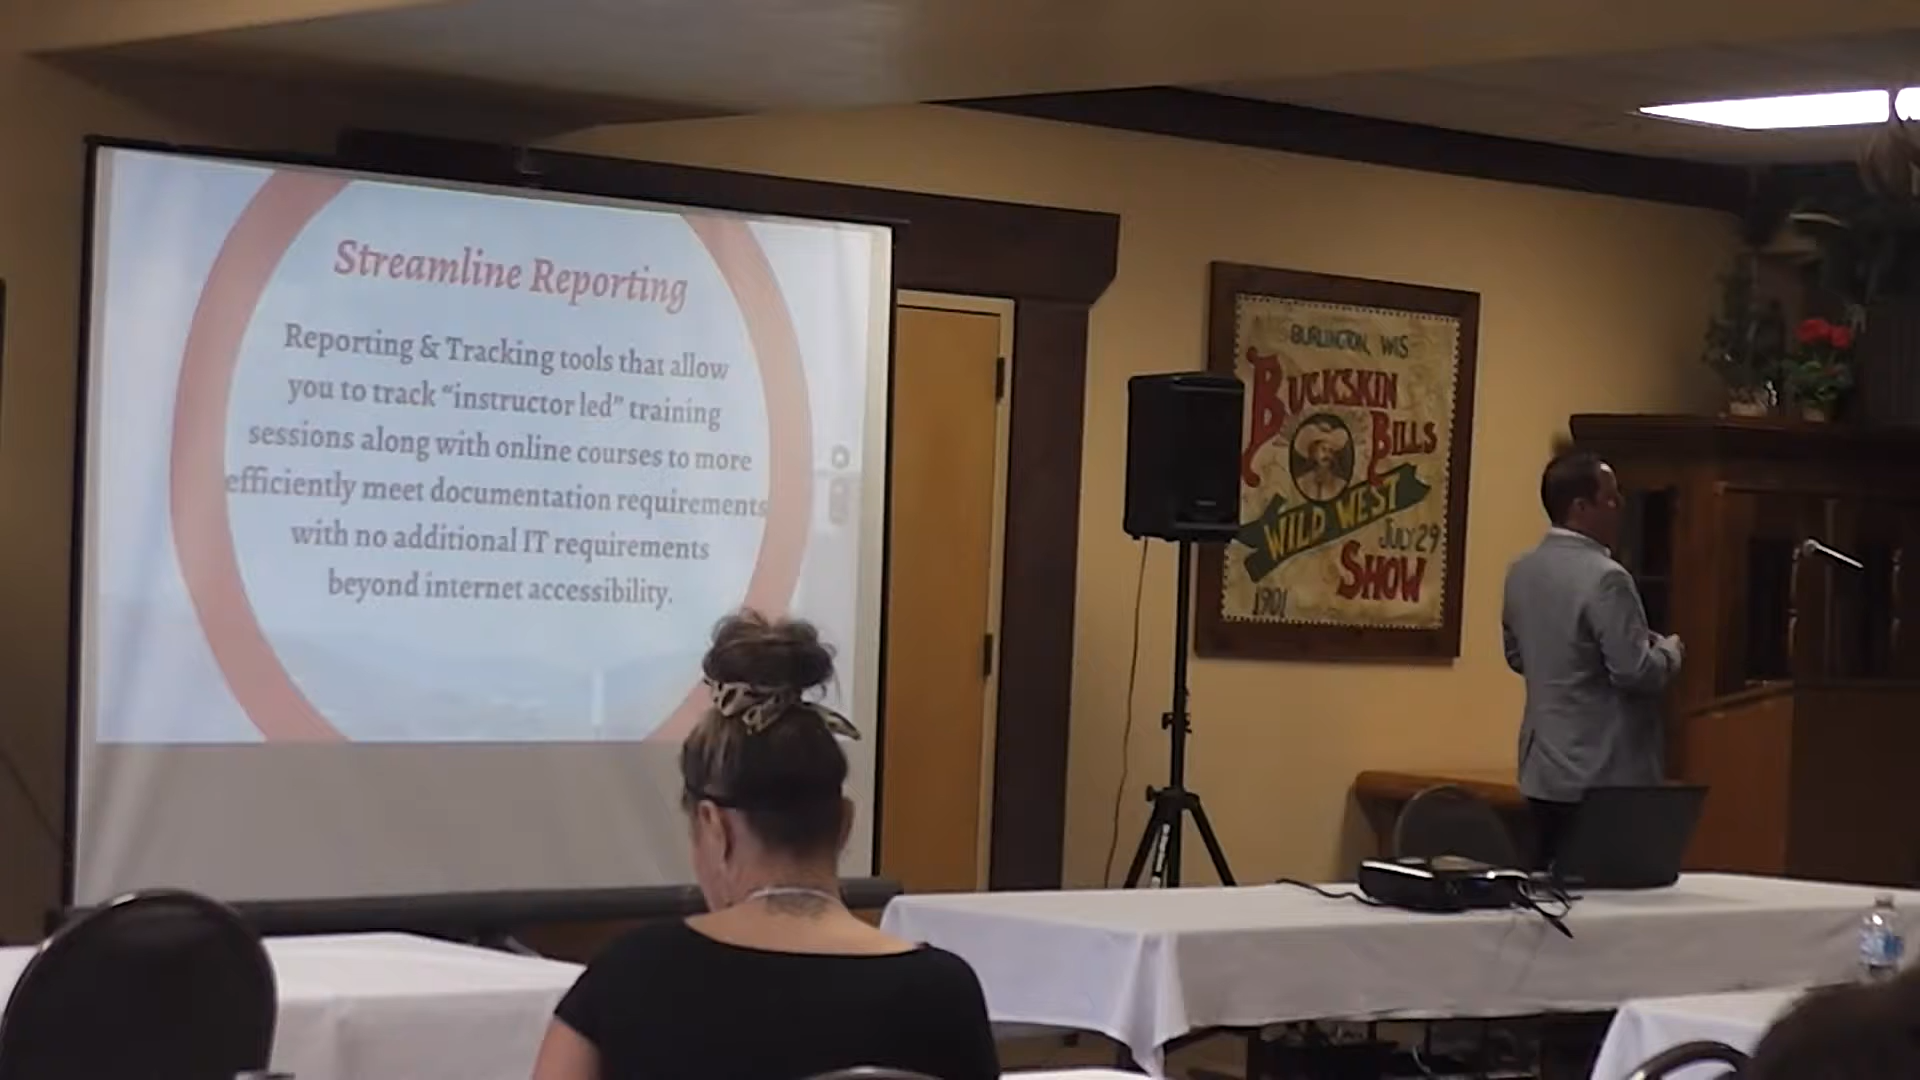 Streamline Reporting
Reporting & Tracking tools that allow
you to track “instructor led” training
sessions along with online courses to more
efficiently meet documentation requirements
with no additional IT requirements
beyond internet accessibility.
BURLINGTON, WIS
BUCKSKIN
BILLS
WILD WEST
JULY 29
SHOW
1901